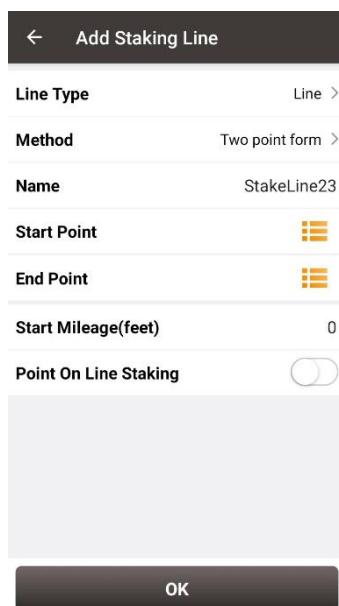 Add Staking Line
Line Type Line
Method Two point form
Name StakeLine23
Start Point
End Point
Start Mileage(feet) 0
Point On Line Staking
OK